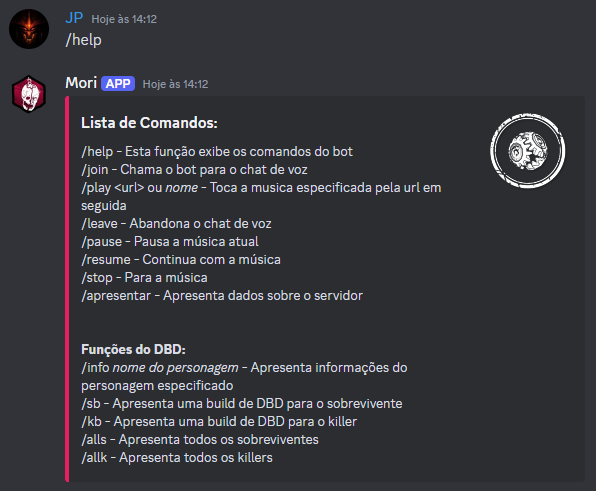 JP Hoje às 14:12
/help
Mori APP Hoje às 14:12
Lista de Comandos:
/help - Esta função exibe os comandos do bot
/join - Chama o bot para o chat de voz
/play <url> ou nome - Toca a musica especificada pela url em
seguida
/leave - Abandona o chat de voz
/pause - Pausa a música atual
/resume - Continua com a música
/stop - Para a música
/apresentar - Apresenta dados sobre o servidor
Funções do DBD:
/info nome do personagem - Apresenta informações do
personagem especificado
/sb - Apresenta uma build de DBD para o sobrevivente
/kb - Apresenta uma build de DBD para o killer
/alls - Apresenta todos os sobreviventes
/allk - Apresenta todos os killers